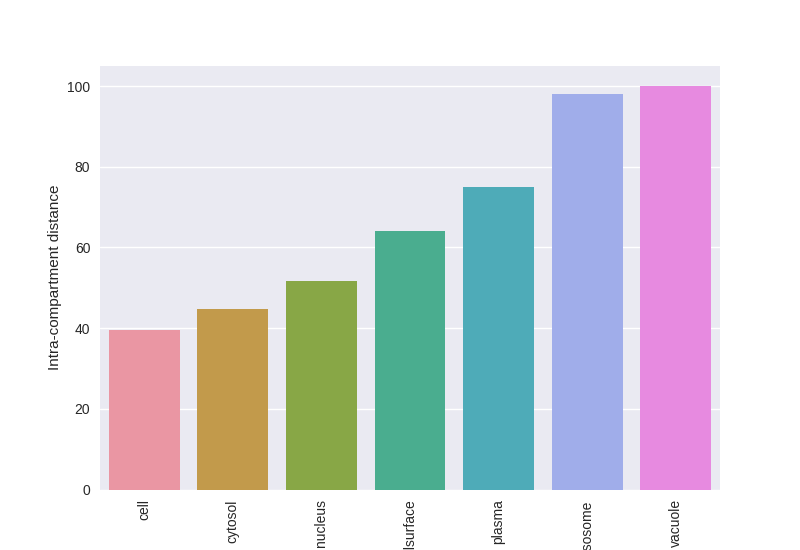 100
80
60
40
20
0
Intra-compartment distance
cell
cytosol
nucleus
lsurface
plasma
sosome
vacuole